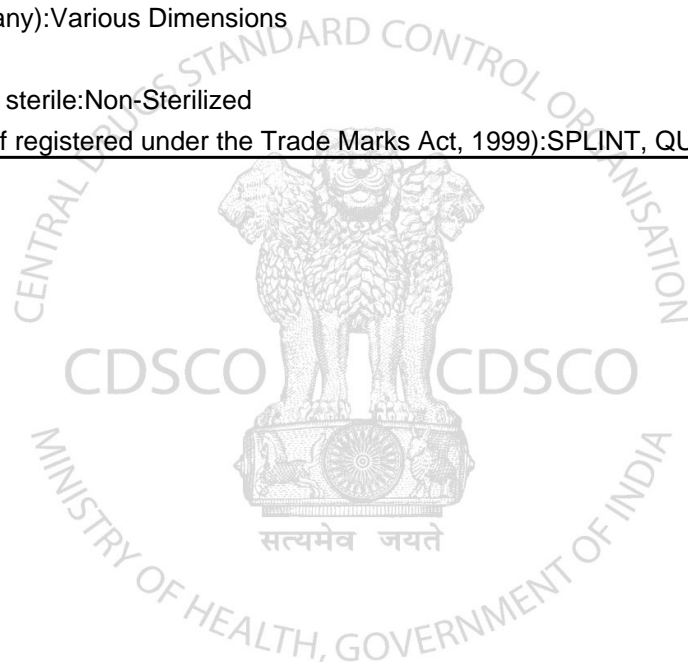 any):Various Dimensions
sterile:Non-Sterilized
f registered under the Trade Marks Act, 1999):SPLINT, QU
CENTRAL DRUGS STANDARD CONTROL ORGANISATION
CDSCO CDSCO
सत्यमेव जयते
MINISTRY OF HEALTH, GOVERNMENT OF INDIA